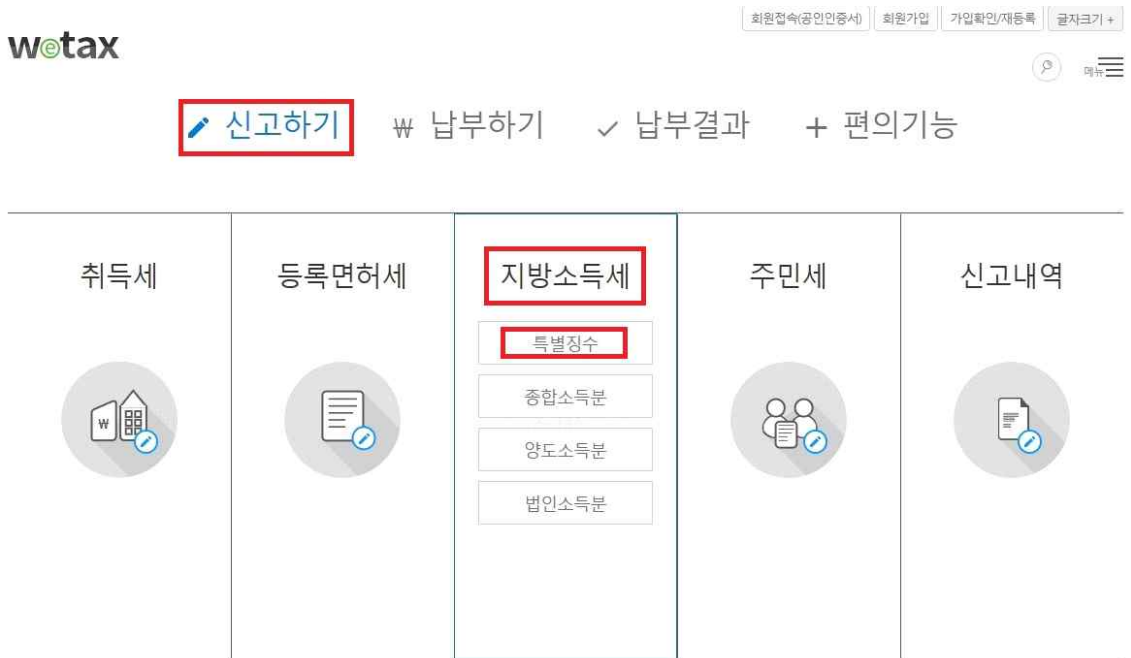 회원접속(공인인증서) 회원가입 가입확인/재등록 글자크기 +
wetax
메뉴
신고하기 ₩ 납부하기 납부결과 + 편의기능
취득세 등록면허세 지방소득세 주민세 신고내역
특별징수
종합소득분
양도소득분
법인소득분
₩